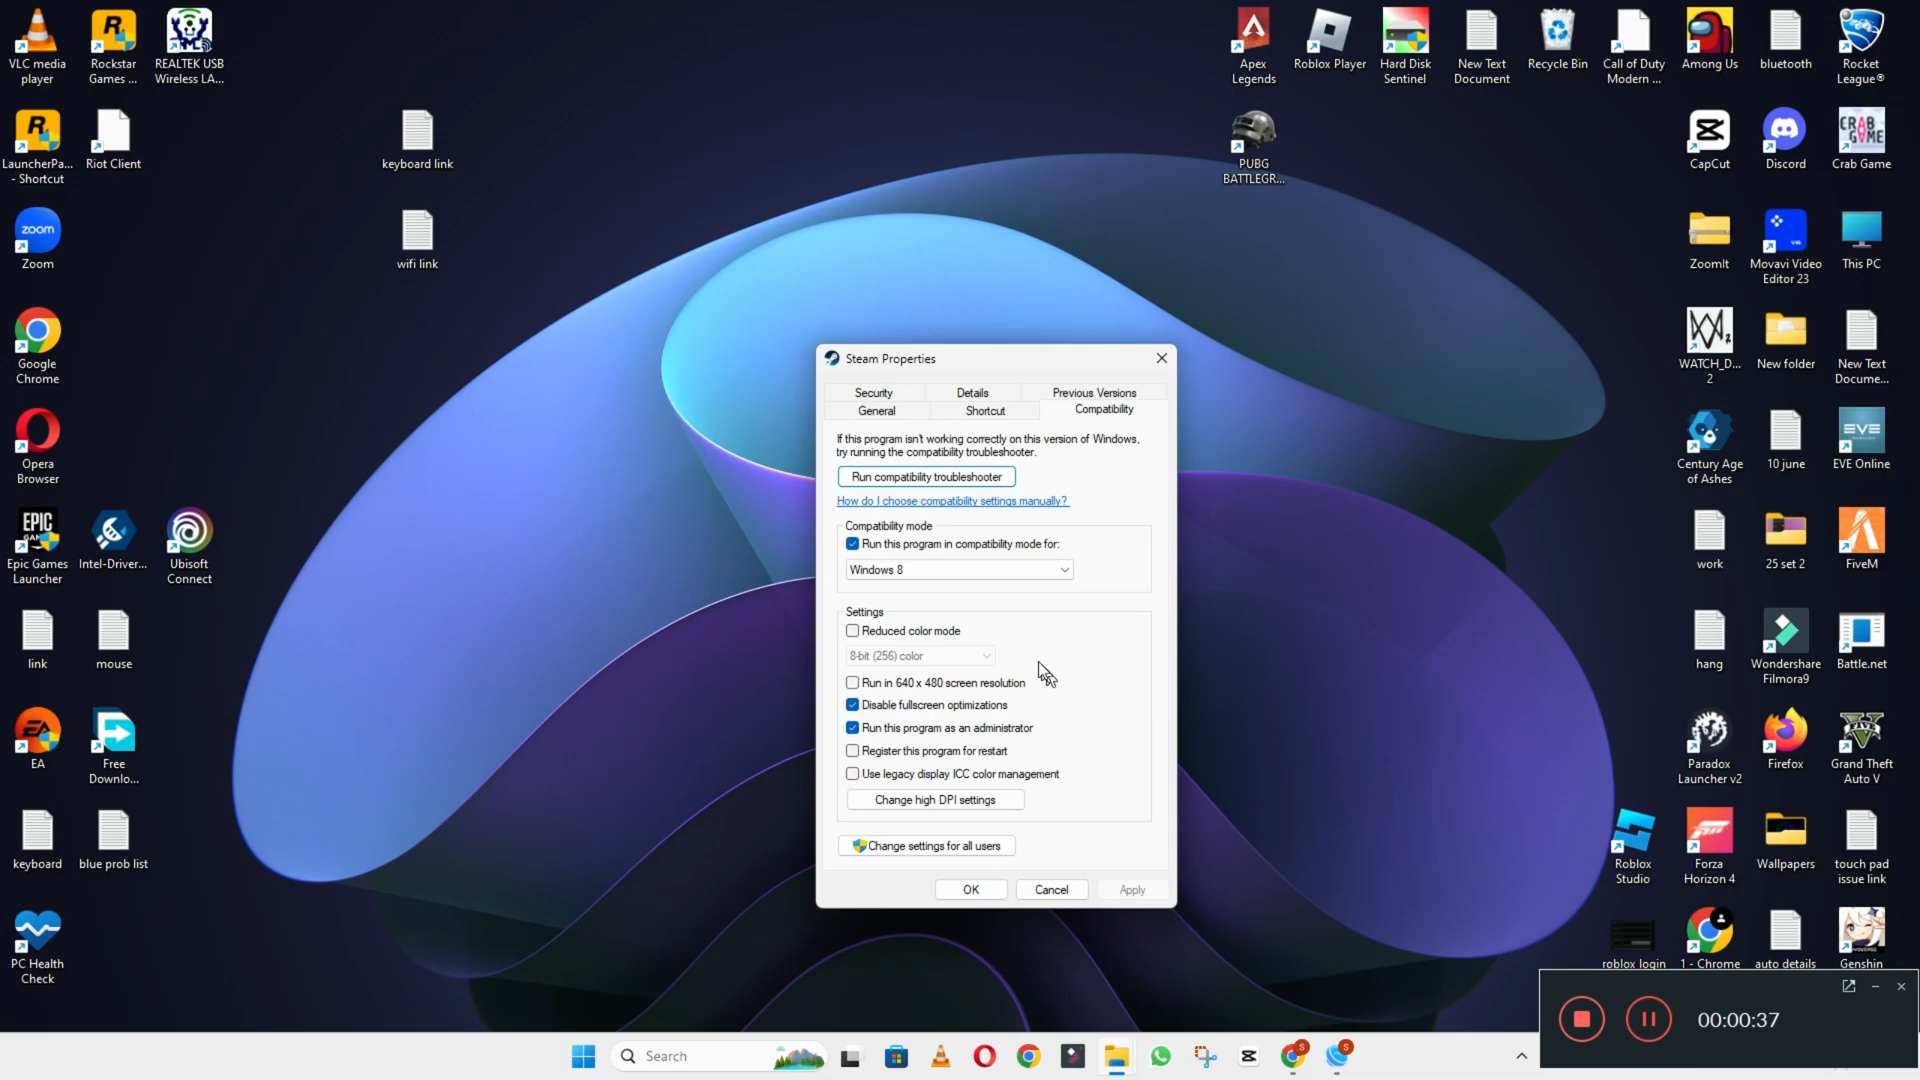 VLC media
player
Rockstar
Games ...
REALTEK USB
Wireless LA...
Apex
Legends
Roblox Player
Hard Disk
Sentinel
New Text
Document
Recycle Bin
Call of Duty
Modern ...
Among Us
bluetooth
Rocket
League®
LauncherPa...
- Shortcut
Riot Client
keyboard link
PUBG
BATTLEGR...
CapCut
Discord
CRAB
GAME
Crab Game
zoom
Zoom
wifi link
ZoomIt
Movavi Video
Editor 23
This PC
Google
Chrome
WATCH_D...
2
New folder
New Text
Docume...
Opera
Browser
Century Age
of Ashes
10 june
EVE
EVE Online
EPIC
Epic Games
Launcher
Intel-Driver...
Ubisoft
Connect
work
25 set 2
FiveM
link
mouse
hang
Wondershare
Filmora9
Battle.net
EA
EA
Free
Downlo...
Paradox
Launcher v2
Firefox
Grand Theft
Auto V
keyboard
blue prob list
Roblox
Studio
Forza
Horizon 4
Wallpapers
touch pad
issue link
PC Health
Check
roblox login
1 - Chrome
auto details
Genshin
Steam Properties
Security
Details
Previous Versions
General
Shortcut
Compatibility
If this program isn't working correctly on this version of Windows,
try running the compatibility troubleshooter.
Run compatibility troubleshooter
How do I choose compatibility settings manually?
Compatibility mode
Run this program in compatibility mode for:
Windows 8
Settings
Reduced color mode
8-bit (256) color
Run in 640 x 480 screen resolution
Disable fullscreen optimizations
Run this program as an administrator
Register this program for restart
Use legacy display ICC color management
Change high DPI settings
Change settings for all users
OK
Cancel
Apply
00:00:37
Search
S
S